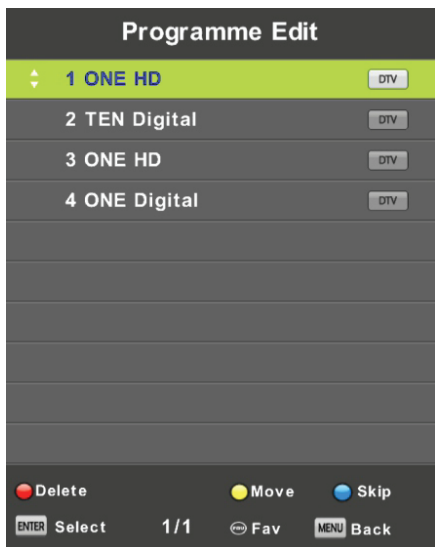 Programme Edit
1 ONE HD DTV
2 TEN Digital DTV
3 ONE HD DTV
4 ONE Digital DTV
Delete Move Skip
ENTER Select 1/1 Fav MENU Back